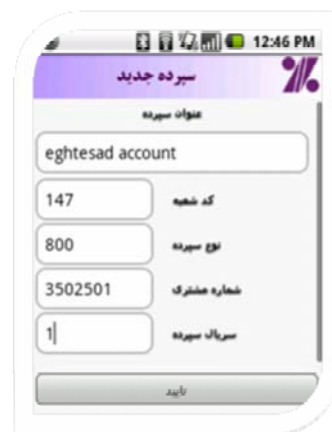 12:46 PM
سپرده جدید
عنوان سپرده
eghtesad account
147 کد شعبه
800 نوع سپرده
3502501 شماره مشتری
1 سریال سپرده
تایید